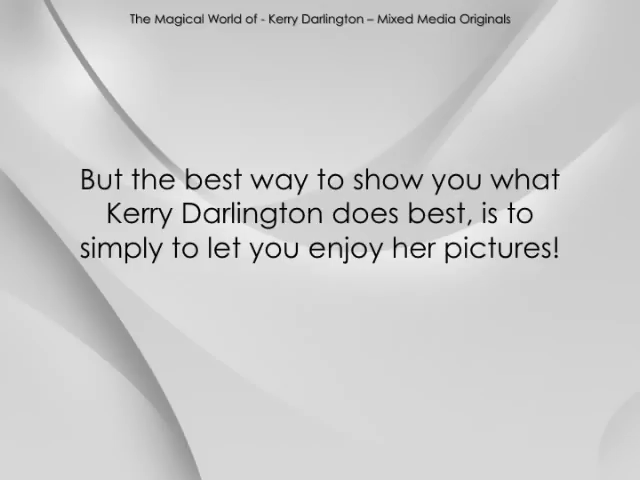 The Magical World of - Kerry Darlington – Mixed Media Originals
But the best way to show you what
Kerry Darlington does best, is to
simply to let you enjoy her pictures!